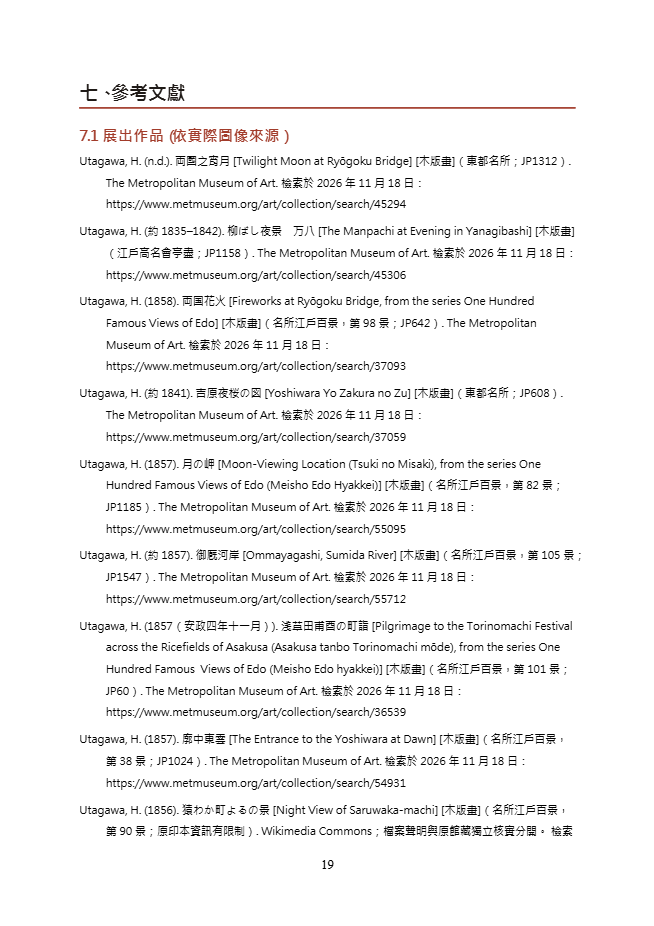 七、參考文獻
7.1 展出作品（依實際圖像來源）
Utagawa, H. (n.d.). 両國之宵月 [Twilight Moon at Ryōgoku Bridge] [木版畫]（東都名所；JP1312）.
The Metropolitan Museum of Art. 檢索於 2026 年 11 月 18 日：
https://www.metmuseum.org/art/collection/search/45294
Utagawa, H. (約 1835–1842). 柳ばし夜景　万八 [The Manpachi at Evening in Yanagibashi] [木版畫]
（江戶高名會亭盡；JP1158）. The Metropolitan Museum of Art. 檢索於 2026 年 11 月 18 日：
https://www.metmuseum.org/art/collection/search/45306
Utagawa, H. (1858). 両国花火 [Fireworks at Ryōgoku Bridge, from the series One Hundred
Famous Views of Edo] [木版畫]（名所江戶百景，第 98 景；JP642）. The Metropolitan
Museum of Art. 檢索於 2026 年 11 月 18 日：
https://www.metmuseum.org/art/collection/search/37093
Utagawa, H. (約 1841). 吉原夜桜の図 [Yoshiwara Yo Zakura no Zu] [木版畫]（東都名所；JP608）.
The Metropolitan Museum of Art. 檢索於 2026 年 11 月 18 日：
https://www.metmuseum.org/art/collection/search/37059
Utagawa, H. (1857). 月の岬 [Moon-Viewing Location (Tsuki no Misaki), from the series One
Hundred Famous Views of Edo (Meisho Edo Hyakkei)] [木版畫]（名所江戶百景，第 82 景；
JP1185）. The Metropolitan Museum of Art. 檢索於 2026 年 11 月 18 日：
https://www.metmuseum.org/art/collection/search/55095
Utagawa, H. (約 1857). 御厩河岸 [Ommayagashi, Sumida River] [木版畫]（名所江戶百景，第 105 景；
JP1547）. The Metropolitan Museum of Art. 檢索於 2026 年 11 月 18 日：
https://www.metmuseum.org/art/collection/search/55712
Utagawa, H. (1857（安政四年十一月）). 浅草田甫酉の町詣 [Pilgrimage to the Torinomachi Festival
across the Ricefields of Asakusa (Asakusa tanbo Torinomachi mōde), from the series One
Hundred Famous  Views of Edo (Meisho Edo hyakkei)] [木版畫]（名所江戶百景，第 101 景；
JP60）. The Metropolitan Museum of Art. 檢索於 2026 年 11 月 18 日：
https://www.metmuseum.org/art/collection/search/36539
Utagawa, H. (1857). 廓中東雲 [The Entrance to the Yoshiwara at Dawn] [木版畫]（名所江戶百景，
第 38 景；JP1024）. The Metropolitan Museum of Art. 檢索於 2026 年 11 月 18 日：
https://www.metmuseum.org/art/collection/search/54931
Utagawa, H. (1856). 猿わか町よるの景 [Night View of Saruwaka-machi] [木版畫]（名所江戶百景，
第 90 景；原印本資訊有限制）. Wikimedia Commons；檔案聲明與原館藏獨立核實分開。 檢索
19